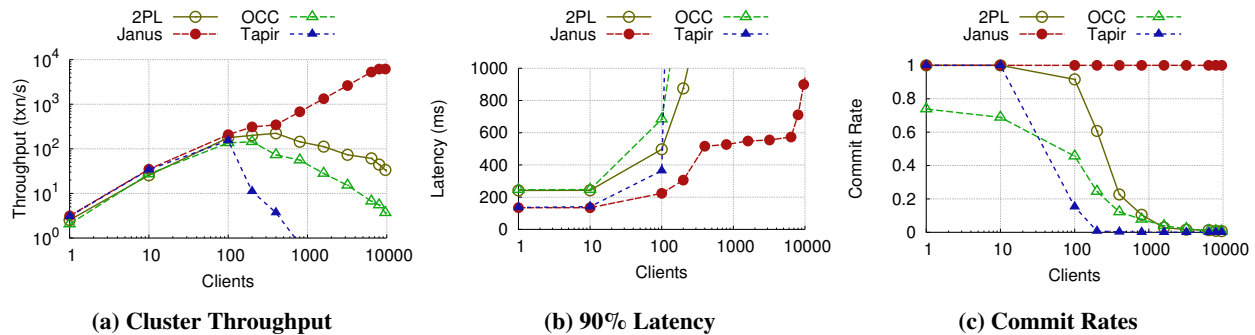 2PL OCC
Janus Tapir
10^4
10^3
10^2
10^1
10^0
Throughput (txn/s)
1 10 100 1000 10000
Clients
(a) Cluster Throughput
2PL OCC
Janus Tapir
1000
800
600
400
200
0
Latency (ms)
1 10 100 1000 10000
Clients
(b) 90% Latency
2PL OCC
Janus Tapir
1
0.8
0.6
0.4
0.2
0
Commit Rate
1 10 100 1000 10000
Clients
(c) Commit Rates